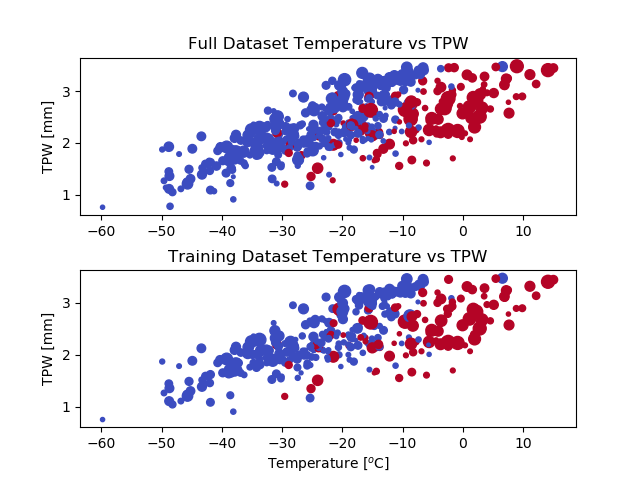 Full Dataset Temperature vs TPW
TPW [mm]
3
2
1
−60 −50 −40 −30 −20 −10 0 10
Training Dataset Temperature vs TPW
TPW [mm]
3
2
1
−60 −50 −40 −30 −20 −10 0 10
Temperature [°C]